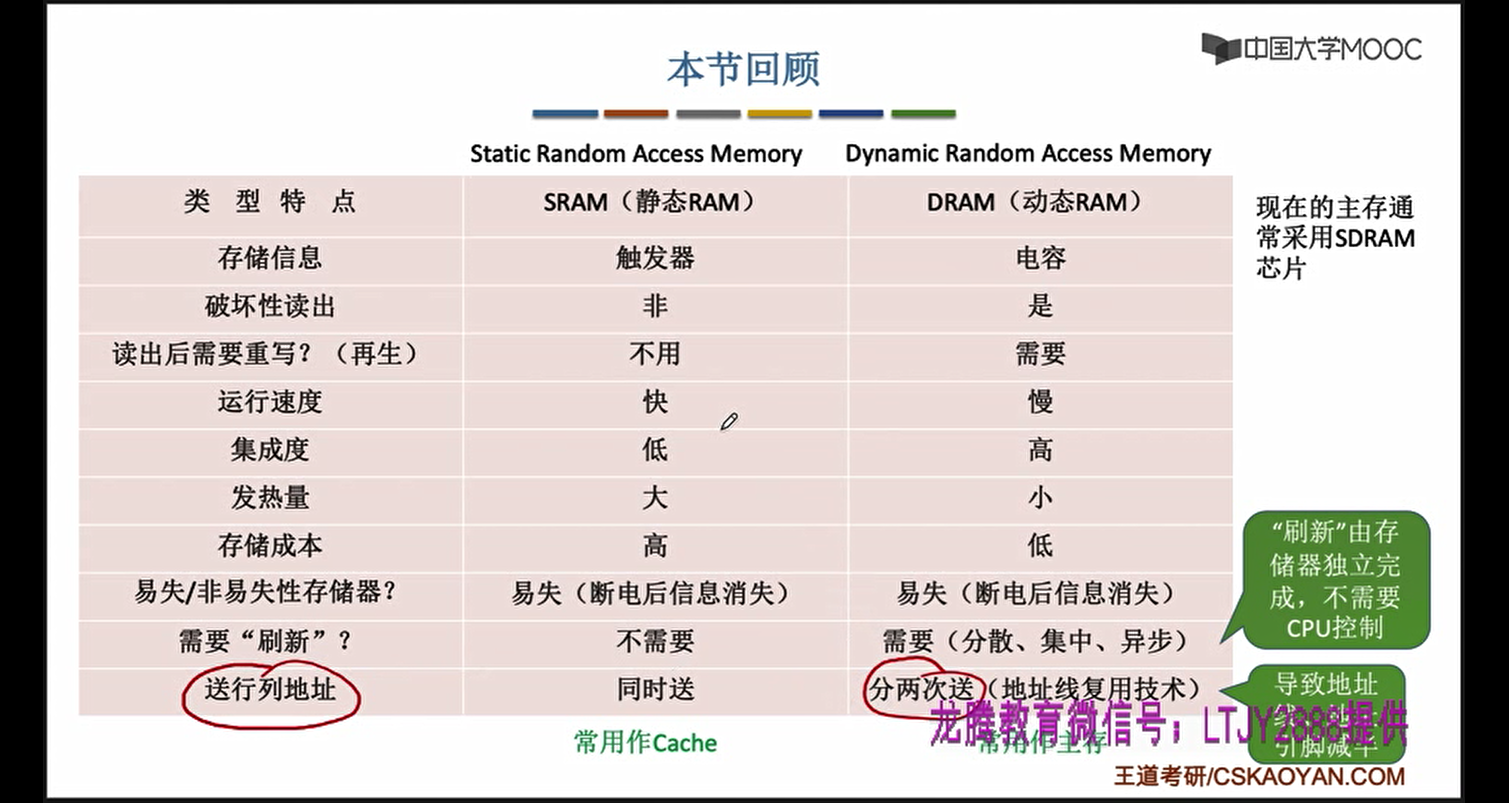 本节回顾
中国大学MOOC
Static Random Access Memory
Dynamic Random Access Memory
类 型 特 点
SRAM（静态RAM）
DRAM（动态RAM）
存储信息
触发器
电容
破坏性读出
非
是
读出后需要重写？（再生）
不用
需要
运行速度
快
慢
集成度
低
高
发热量
大
小
存储成本
高
低
易失/非易失性存储器？
易失（断电后信息消失）
易失（断电后信息消失）
需要“刷新”？
不需要
需要（分散、集中、异步）
送行列地址
同时送
分两次送（地址线复用技术）
常用作Cache
常用作主存
现在的主存通
常采用SDRAM
芯片
“刷新”由存
储器独立完
成，不需要
CPU控制
导致地址
引脚减半
龙腾教育微信号；LTJY2888提供
王道考研/CSKAOYAN.COM